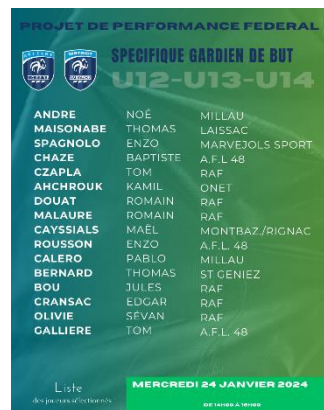 PROJET DE PERFORMANCE FEDERAL
SPECIFIQUE GARDIEN DE BUT
U12-U13-U14
ANDRE NOÉ MILLAU
MAISONABE THOMAS LAISSAC
SPAGNOLO ENZO MARVEJOLS SPORT
CHAZE BAPTISTE A.F.L 48
CZAPLA TOM RAF
AHCHROUK KAMIL ONET
DOUAT ROMAIN RAF
MALAURE ROMAIN RAF
CAYSSIALS MAËL MONTBAZ./RIGNAC
ROUSSON ENZO A.F.L. 48
CALERO PABLO MILLAU
BERNARD THOMAS ST GENIEZ
BOU JULES RAF
CRANSAC EDGAR RAF
OLIVIE SÉVAN RAF
GALLIERE TOM A.F.L. 48
Liste
des joueurs sélectionnés
MERCREDI 24 JANVIER 2024